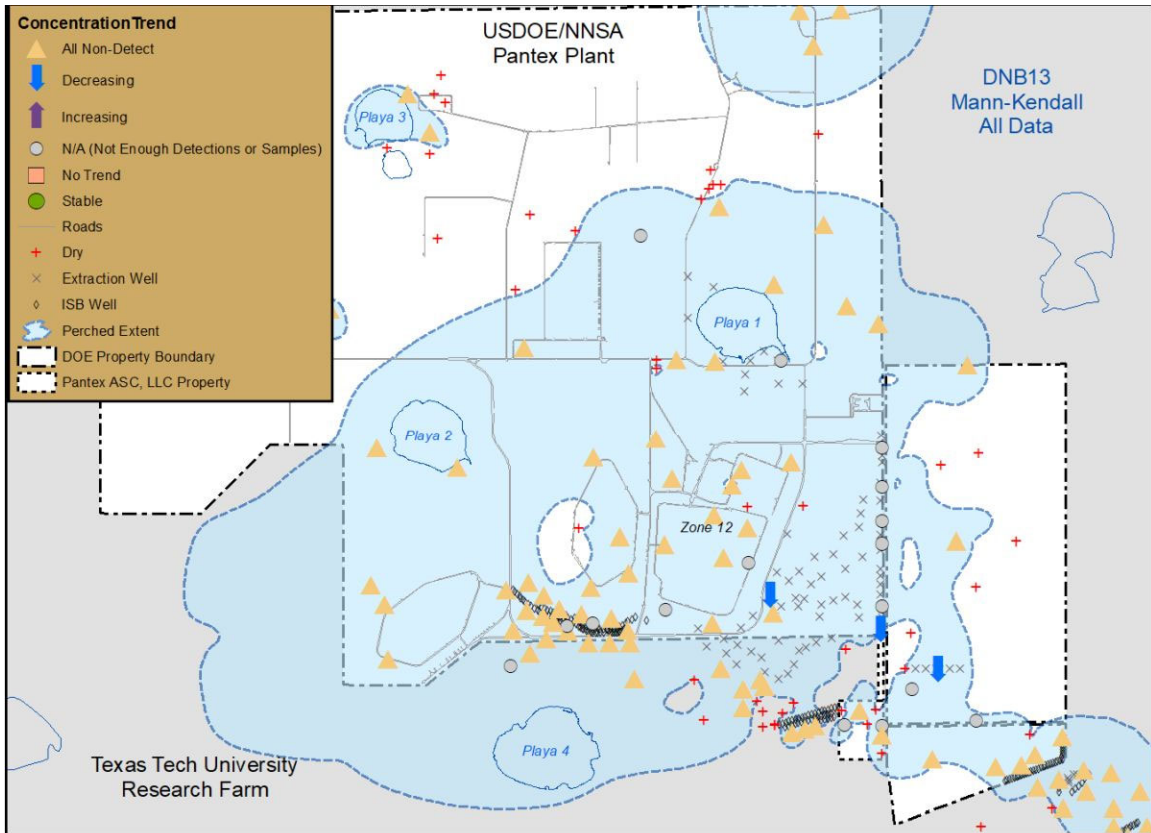 ConcentrationTrend
All Non-Detect
Decreasing
Increasing
N/A (Not Enough Detections or Samples)
No Trend
Stable
Roads
Dry
Extraction Well
ISB Well
Perched Extent
DOE Property Boundary
Pantex ASC, LLC Property
USDOE/NNSA
Pantex Plant
DNB13
Mann-Kendall
All Data
Playa 3
Playa 1
Playa 2
Zone 12
Playa 4
Texas Tech University
Research Farm